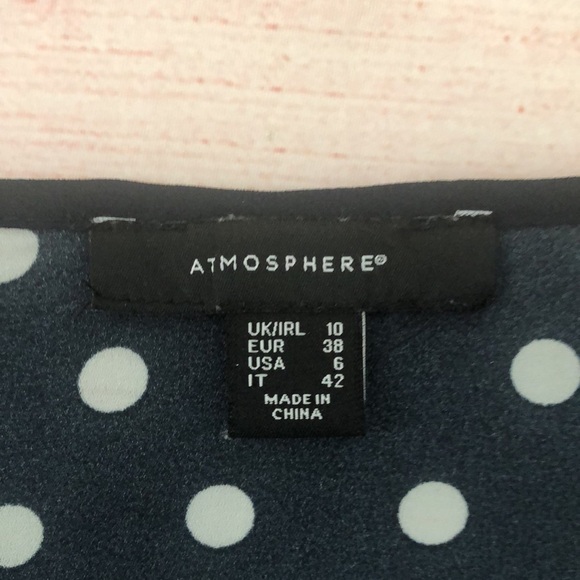 ATMOSPHERE®
UK/IRL 10
EUR 38
USA 6
IT 42
MADE IN
CHINA